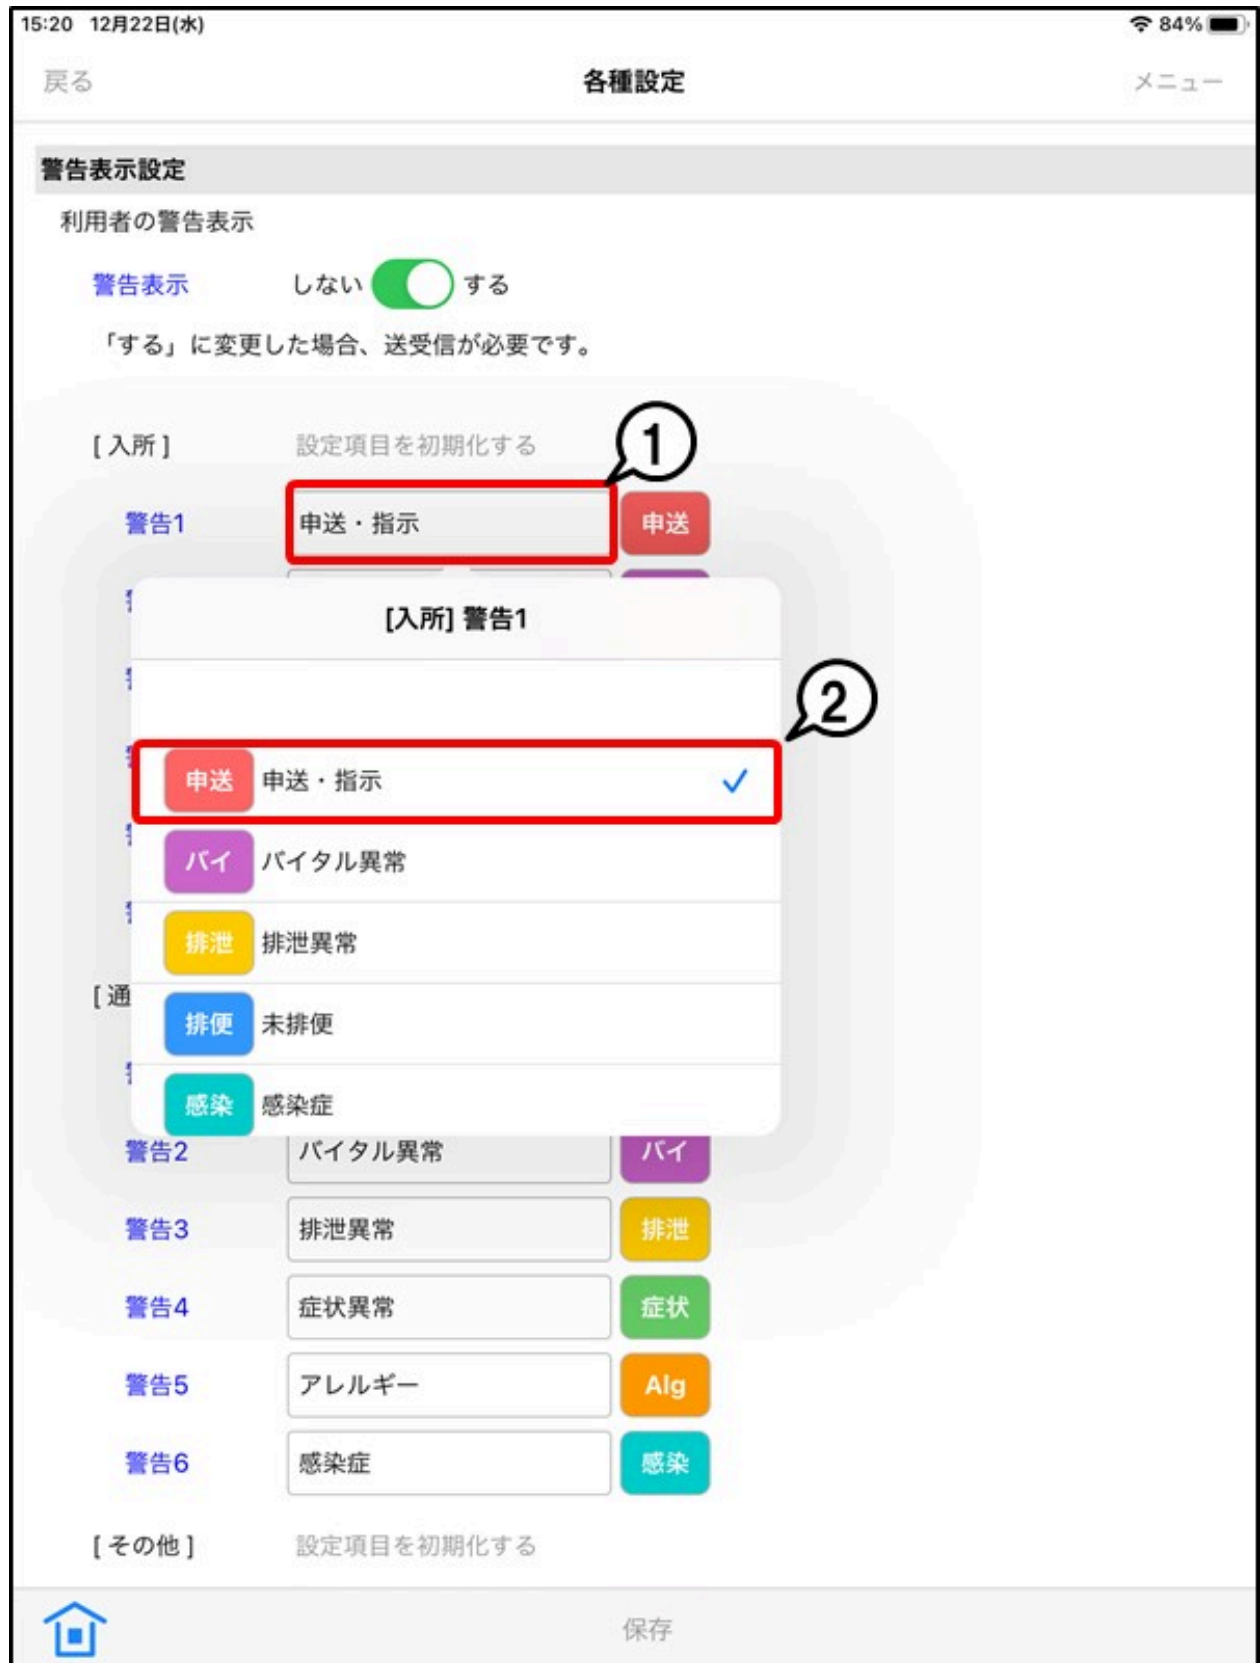 15:20 12月22日(水) 84%
戻る 各種設定 メニュー
警告表示設定
利用者の警告表示
警告表示 しない する
「する」に変更した場合、送受信が必要です。
[ 入所 ] 設定項目を初期化する
1
警告1 申送・指示 申送
[入所] 警告1
2
申送 申送・指示
バイ バイタル異常
排泄 排泄異常
[ 通
排便 未排便
感染 感染症
警告2 バイタル異常 バイ
警告3 排泄異常 排泄
警告4 症状異常 症状
警告5 アレルギー Alg
警告6 感染症 感染
[ その他 ] 設定項目を初期化する
保存